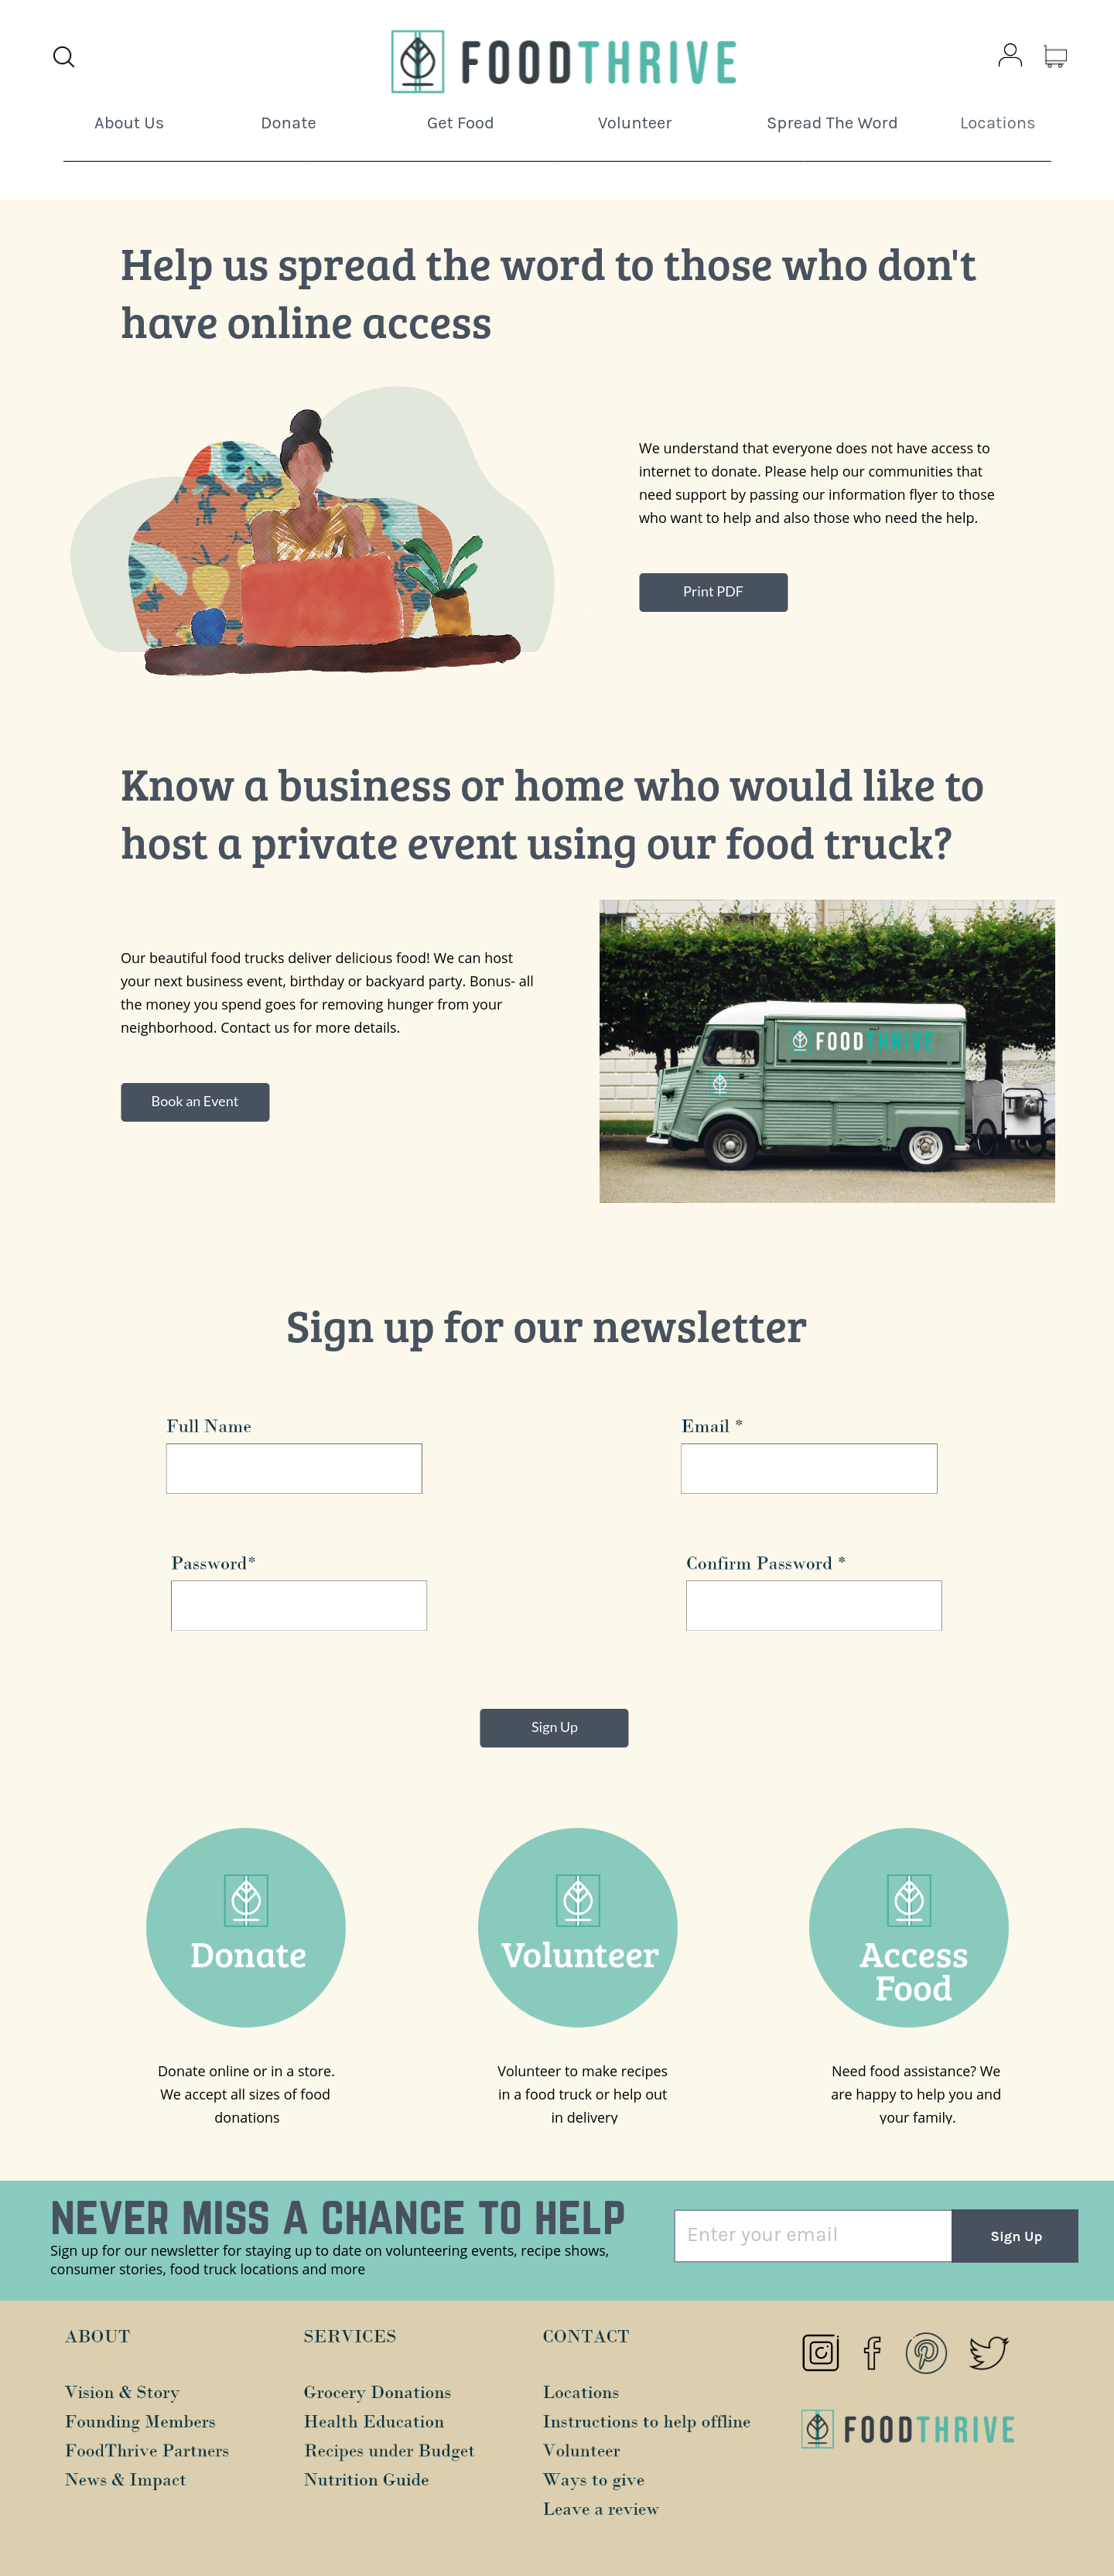 FOODTHRIVE
About Us
Donate
Get Food
Volunteer
Spread The Word
Locations
Help us spread the word to those who don't
have online access
We understand that everyone does not have access to
internet to donate. Please help our communities that
need support by passing our information flyer to those
who want to help and also those who need the help.
Print PDF
Know a business or home who would like to
host a private event using our food truck?
Our beautiful food trucks deliver delicious food! We can host
your next business event, birthday or backyard party. Bonus- all
the money you spend goes for removing hunger from your
neighborhood. Contact us for more details.
Book an Event
FOODTHRIVE
Sign up for our newsletter
Full Name
Email *
Password*
Confirm Password *
Sign Up
Donate
Volunteer
Access
Food
Donate online or in a store.
We accept all sizes of food
donations
Volunteer to make recipes
in a food truck or help out
in delivery
Need food assistance? We
are happy to help you and
your family.
NEVER MISS A CHANCE TO HELP
Sign up for our newsletter for staying up to date on volunteering events, recipe shows,
consumer stories, food truck locations and more
Enter your email
Sign Up
ABOUT
Vision & Story
Founding Members
FoodThrive Partners
News & Impact
SERVICES
Grocery Donations
Health Education
Recipes under Budget
Nutrition Guide
CONTACT
Locations
Instructions to help offline
Volunteer
Ways to give
Leave a review
FOODTHRIVE